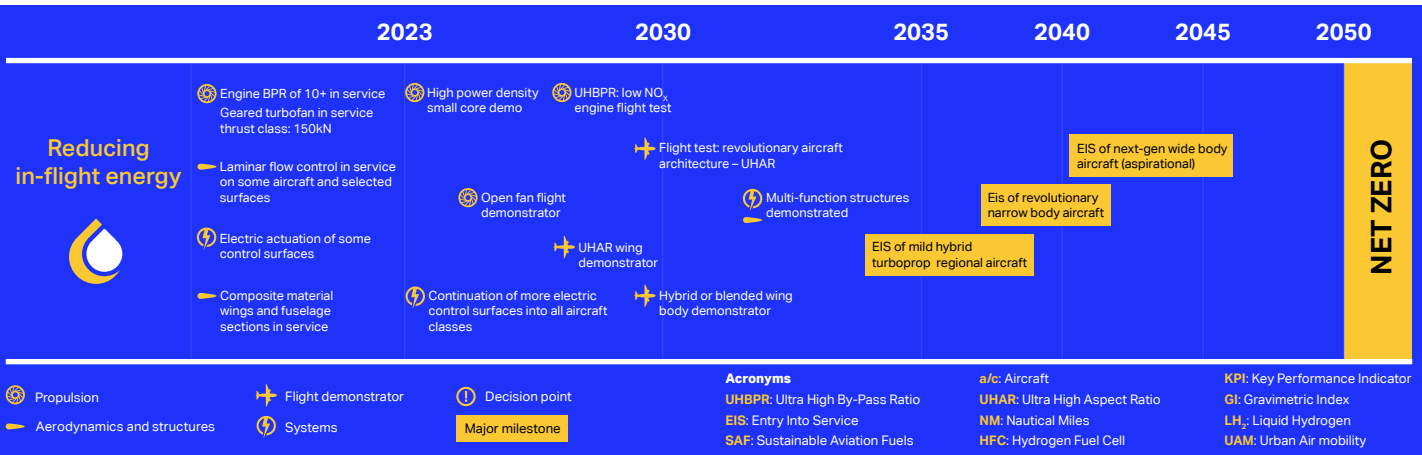 2023
2030
2035
2040
2045
2050
Reducing
in-flight energy
Engine BPR of 10+ in service
Geared turbofan in service
thrust class: 150kN
Laminar flow control in service
on some aircraft and selected
surfaces
Electric actuation of some
control surfaces
Composite material
wings and fuselage
sections in service
High power density
small core demo
Open fan flight
demonstrator
Continuation of more electric
control surfaces into all aircraft
classes
UHBPR: low NOₓ
engine flight test
UHAR wing
demonstrator
Flight test: revolutionary aircraft
architecture – UHAR
Hybrid or blended wing
body demonstrator
Multi-function structures
demonstrated
EIS of mild hybrid
turboprop regional aircraft
Eis of revolutionary
narrow body aircraft
EIS of next-gen wide body
aircraft (aspirational)
NET ZERO
Propulsion
Aerodynamics and structures
Flight demonstrator
Systems
Decision point
Major milestone
Acronyms
UHBPR: Ultra High By-Pass Ratio
EIS: Entry Into Service
SAF: Sustainable Aviation Fuels
a/c: Aircraft
UHAR: Ultra High Aspect Ratio
NM: Nautical Miles
HFC: Hydrogen Fuel Cell
KPI: Key Performance Indicator
GI: Gravimetric Index
LH₂: Liquid Hydrogen
UAM: Urban Air mobility